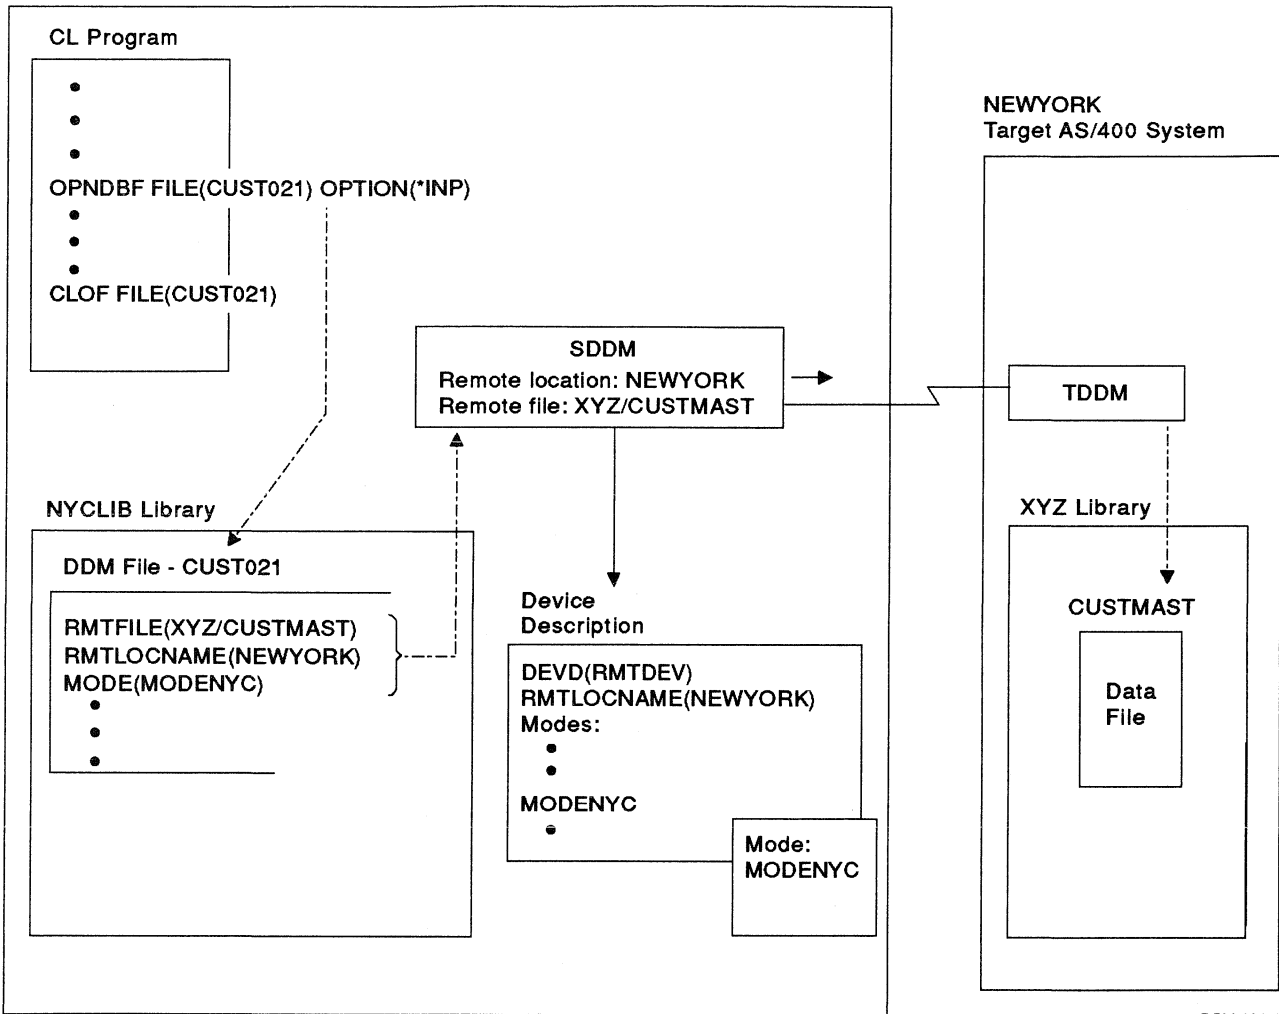 CL Program
OPNDBF FILE(CUST021) OPTION(*INP)
CLOF FILE(CUST021)
NEWYORK
Target AS/400 System
SDDM
Remote location: NEWYORK
Remote file: XYZ/CUSTMAST
TDDM
NYCLIB Library
DDM File - CUST021
RMTFILE(XYZ/CUSTMAST)
RMTLOCNAME(NEWYORK)
MODE(MODENYC)
Device
Description
DEVD(RMTDEV)
RMTLOCNAME(NEWYORK)
Modes:
MODENYC
Mode:
MODENYC
XYZ Library
CUSTMAST
Data
File